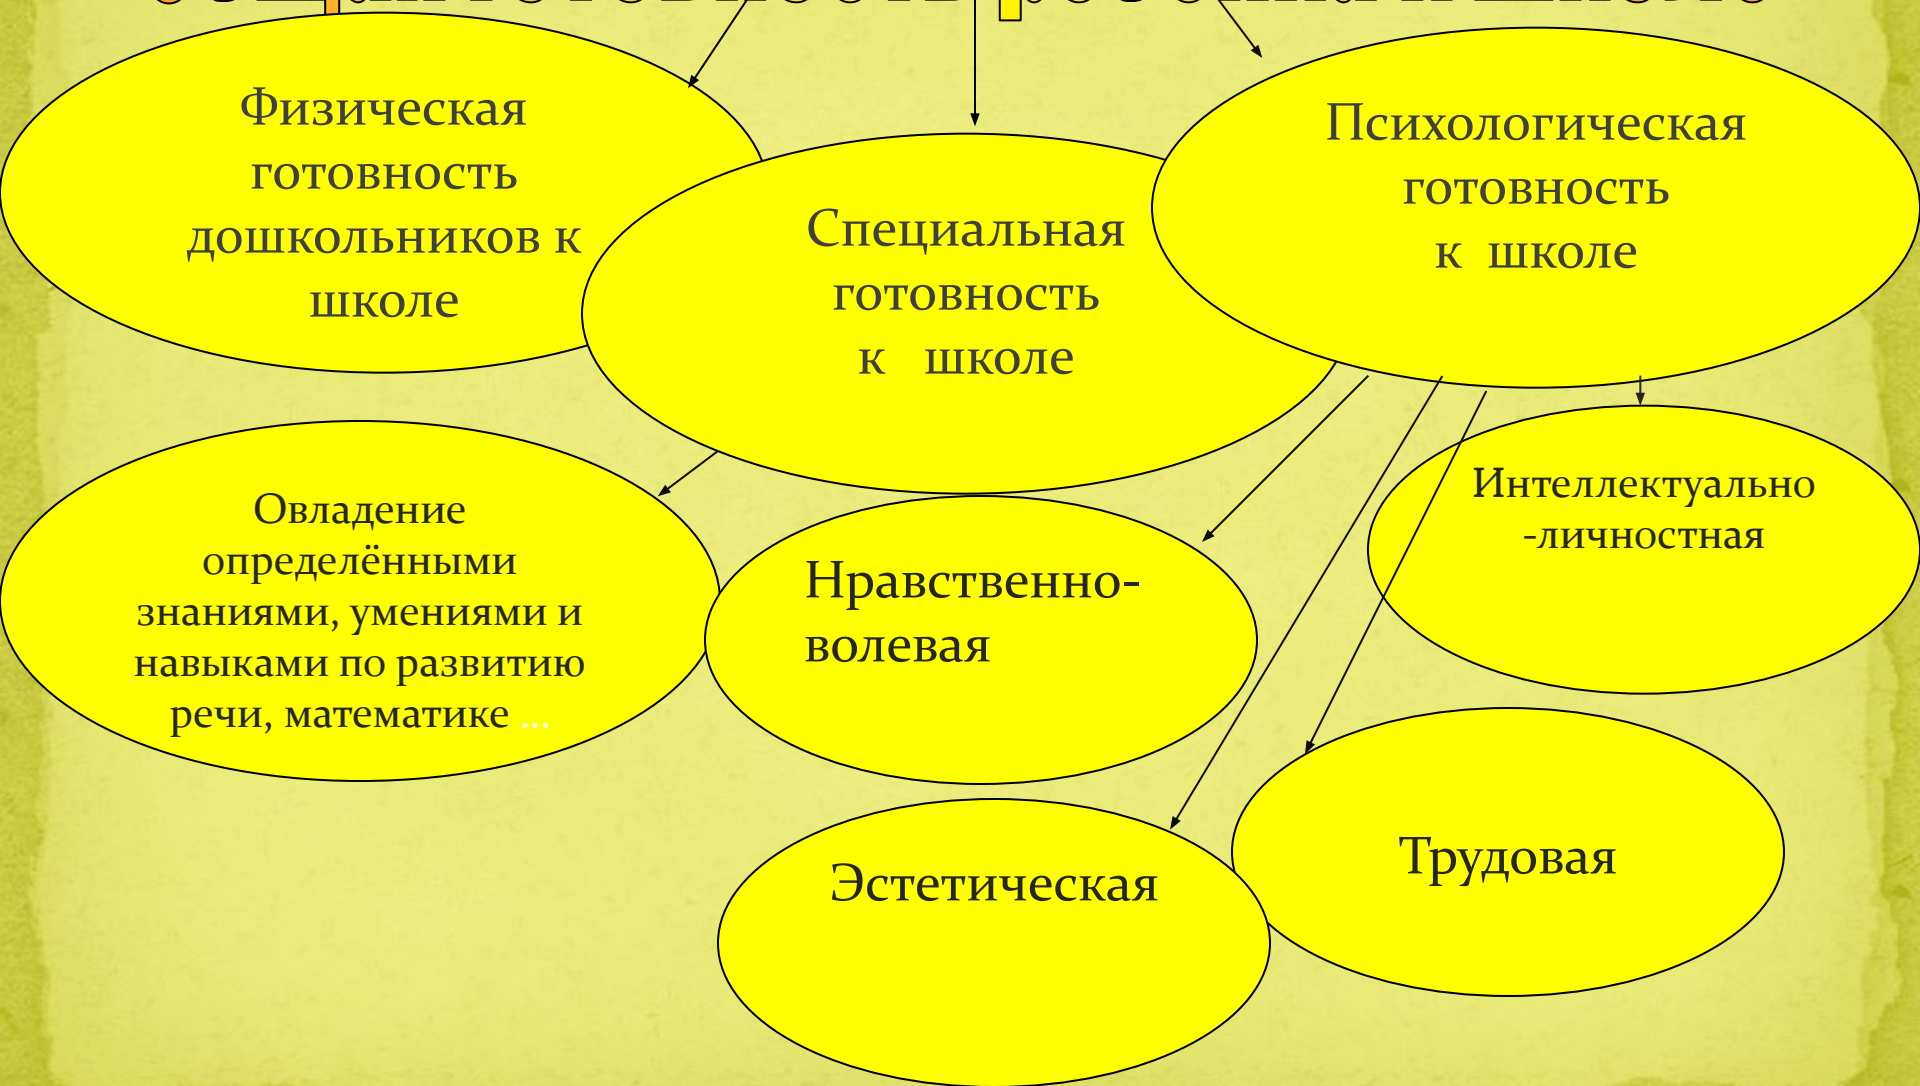 Физическая
готовность
дошкольников к
школе
Специальная
готовность
к школе
Психологическая
готовность
к школе
Овладение
определёнными
знаниями, умениями и
навыками по развитию
речи, математике ...
Нравственно-
волевая
Интеллектуально
-личностная
Эстетическая
Трудовая